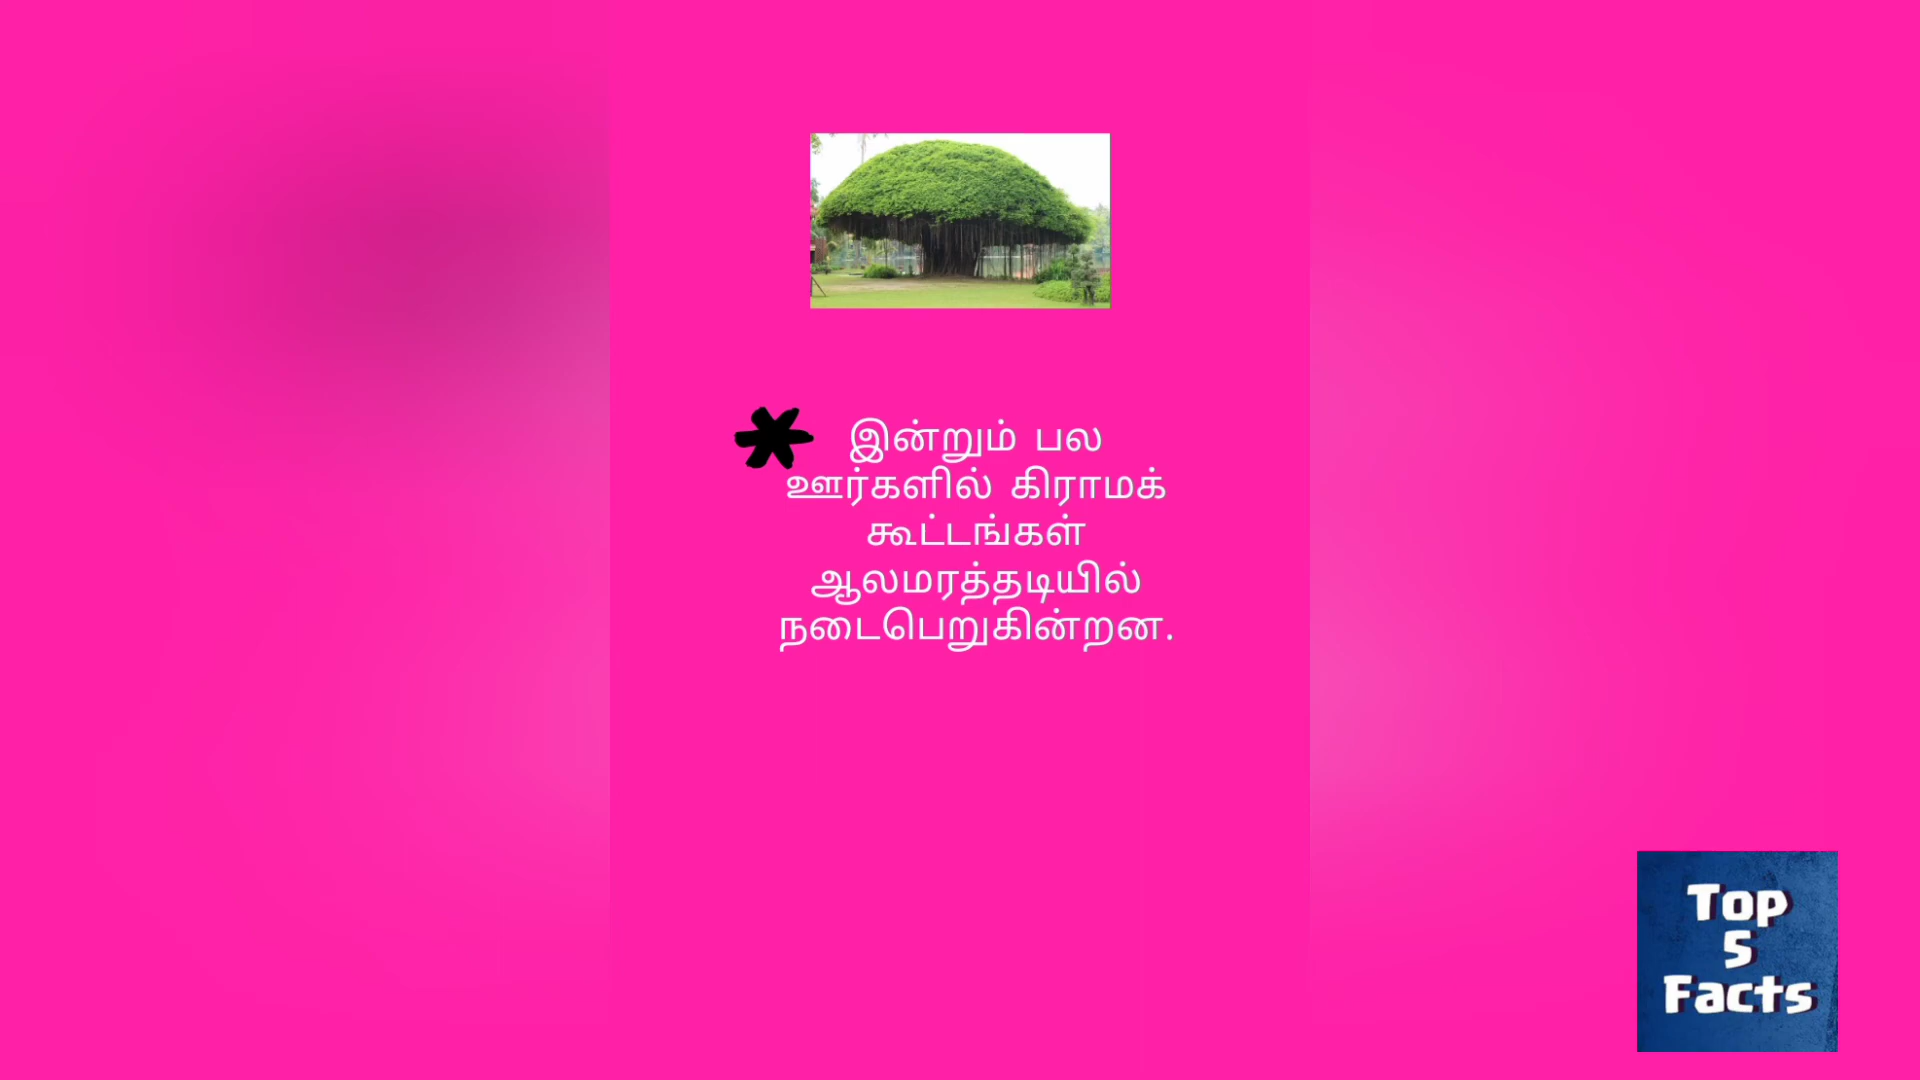 இன்றும் பல
ஊர்களில் கிராமக்
கூட்டங்கள்
ஆலமரத்தடியில்
நடைபெறுகின்றன.
Top
5
Facts